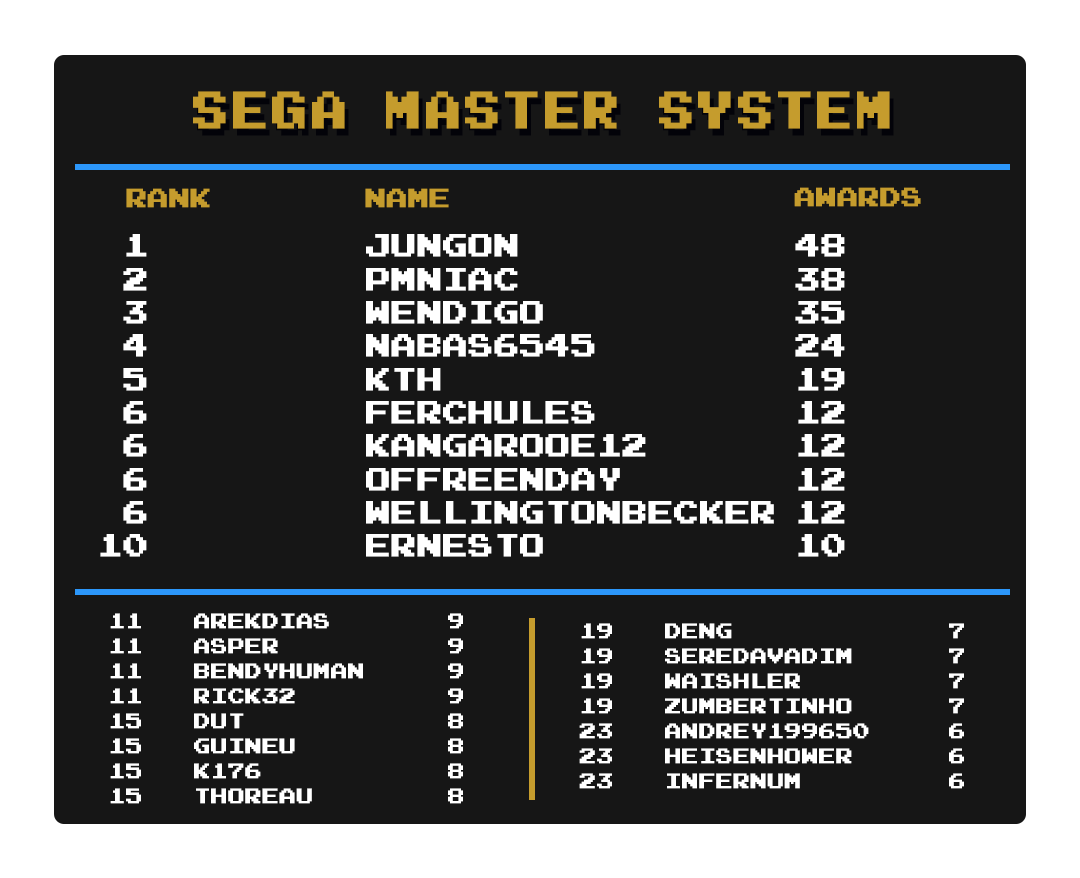 SEGA MASTER SYSTEM
RANK NAME AWARDS
1 JUNGON 48
2 PMNIAC 38
3 WENDIGO 35
4 NABAS6545 24
5 KTH 19
6 FERCHULES 12
6 KANGAROOE12 12
6 OFFREENDAY 12
6 WELLINGTONBECKER 12
10 ERNESTO 10
11 AREKDIAS 9
11 ASPER 9
11 BENDYHUMAN 9
11 RICK32 9
15 DUT 8
15 GUINEU 8
15 K176 8
15 THOREAU 8
19 DENG 7
19 SEREDAVADIM 7
19 WAISHLER 7
19 ZUMBERTINHO 7
23 ANDREY199650 6
23 HEISENHOWER 6
23 INFERNUM 6